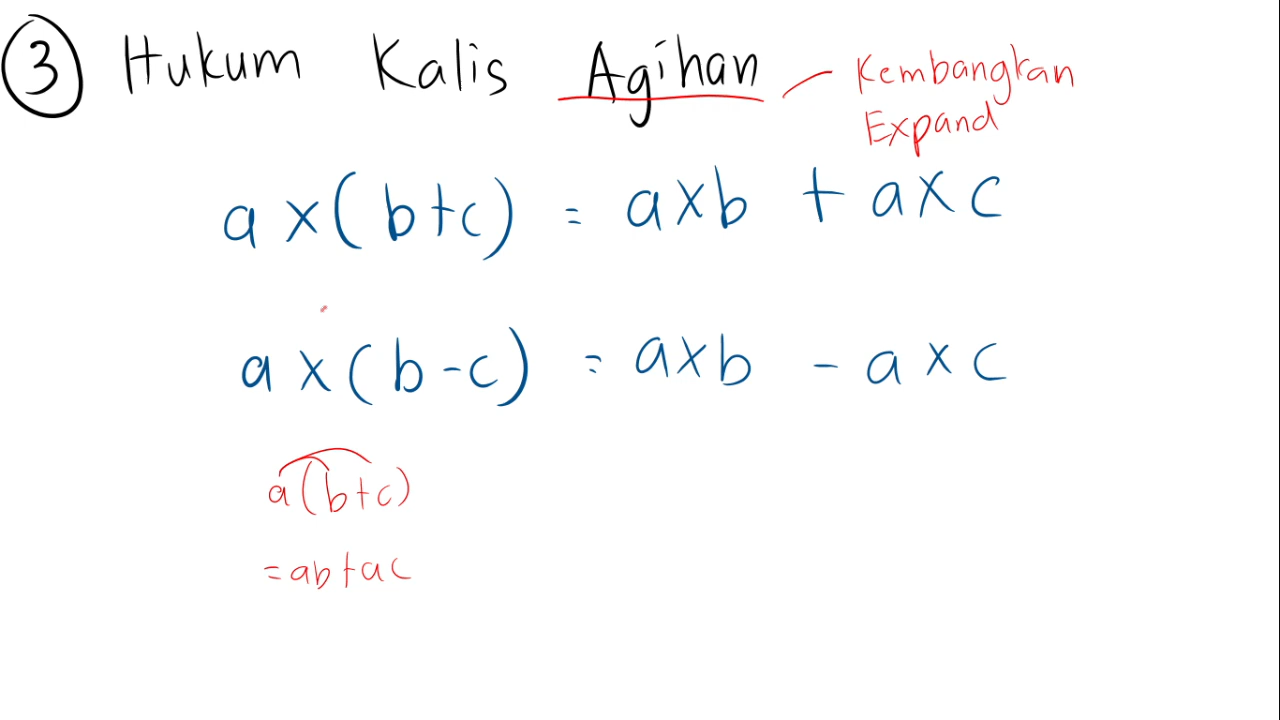 3 Hukum Kalis Agihan
Kembangkan
Expand
a x (b+c) = a x b + a x c
a x (b - c) = a x b - a x c
a(b+c)
= ab + ac